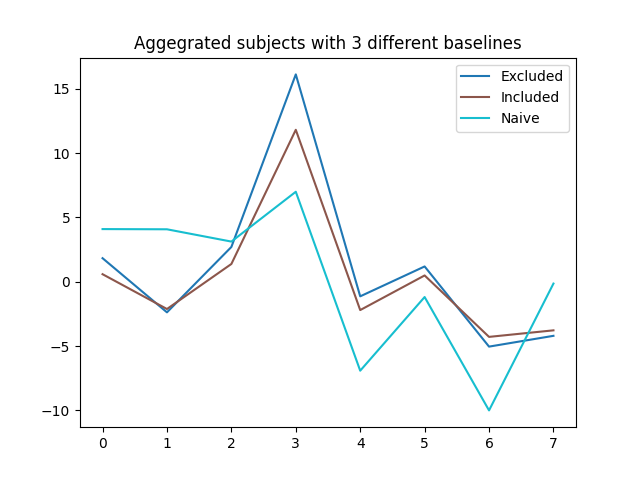 Aggegrated subjects with 3 different baselines
Excluded
Included
Naive
15
10
5
0
−5
−10
0 1 2 3 4 5 6 7